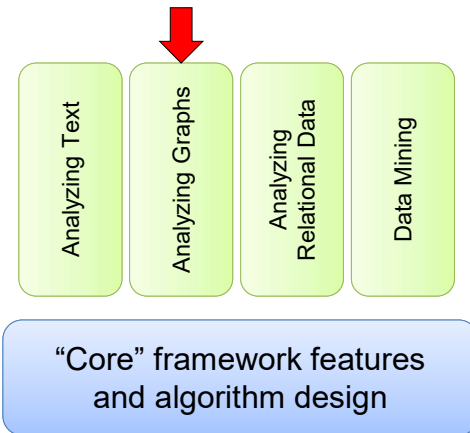 Analyzing Text
Analyzing Graphs
Analyzing
Relational Data
Data Mining
“Core” framework features
and algorithm design